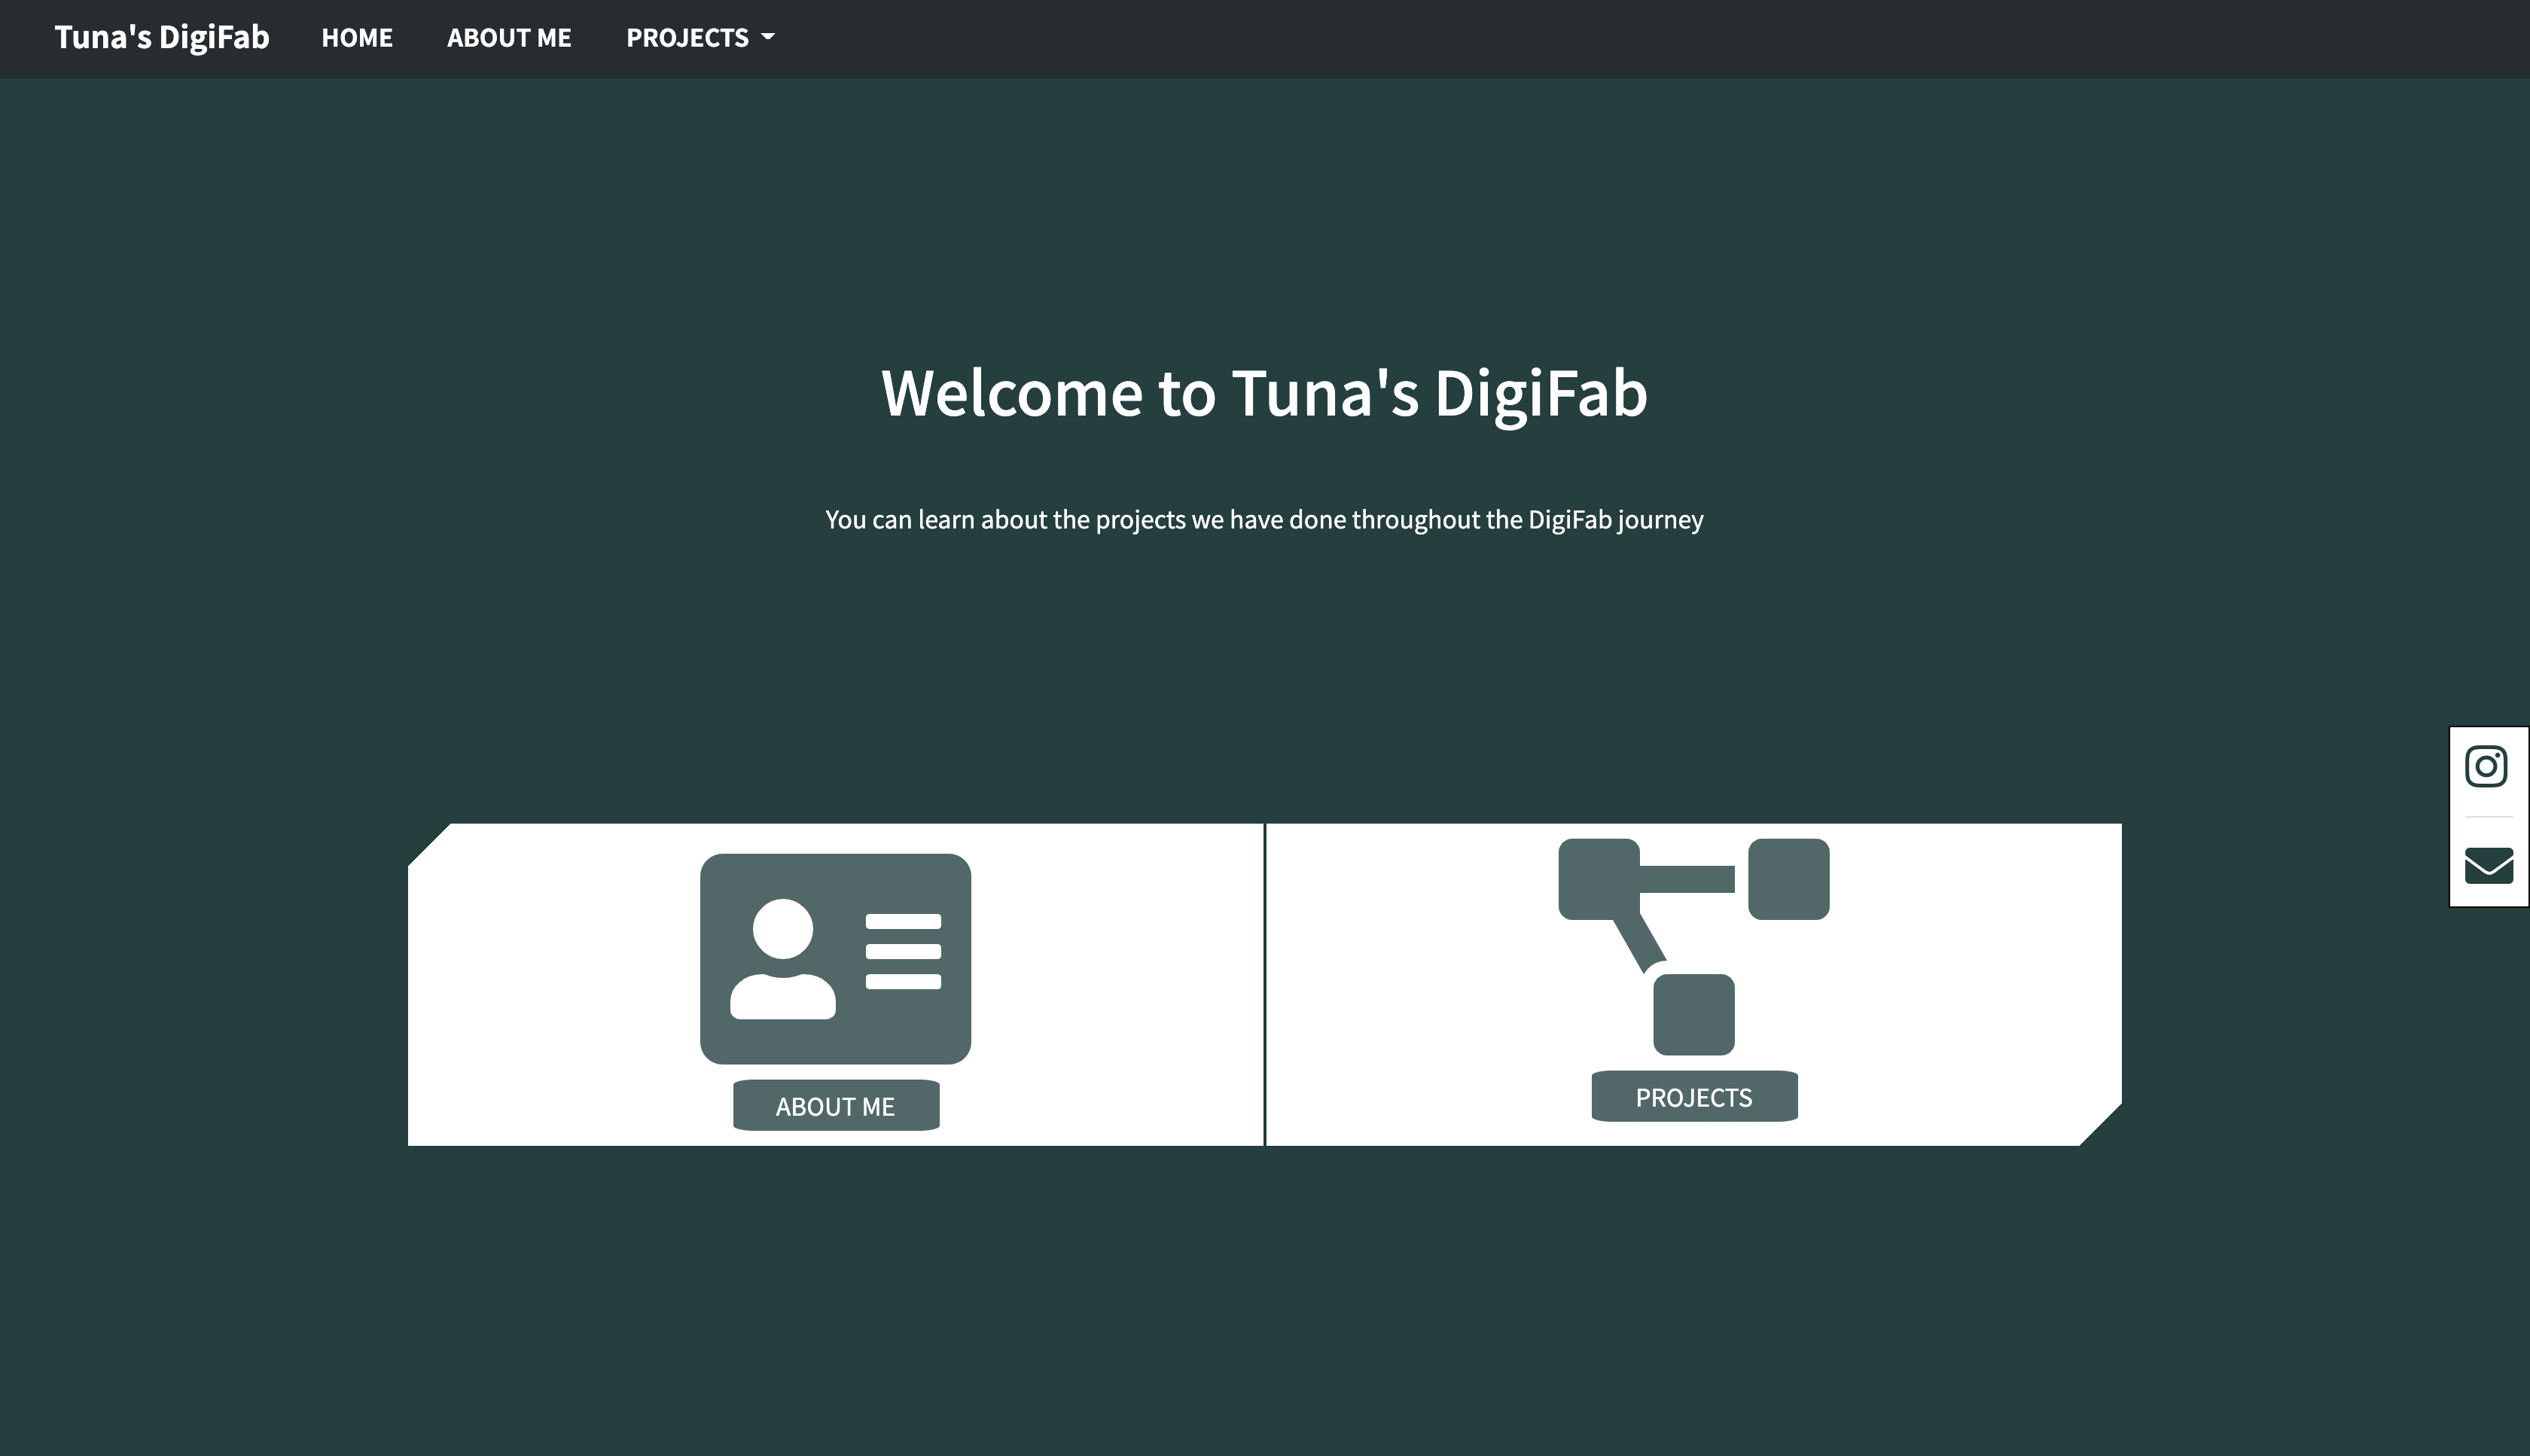 Tuna's DigiFab HOME ABOUT ME PROJECTS
Welcome to Tuna's DigiFab
You can learn about the projects we have done throughout the DigiFab journey
ABOUT ME
PROJECTS